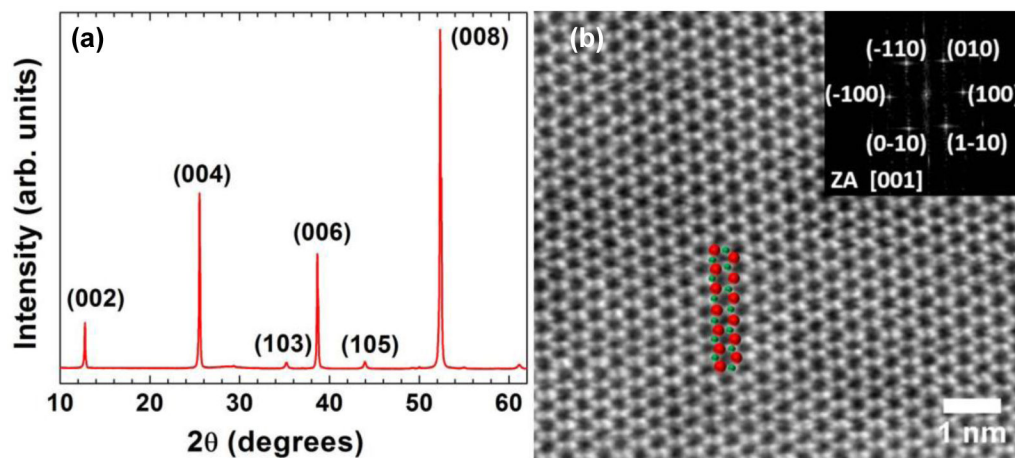 (a)
(002)
(004)
(103)
(006)
(105)
(008)
Intensity (arb. units)
10 20 30 40 50 60
2θ (degrees)
(b)
(-110) (010)
(-100) (100)
(0-10) (1-10)
ZA [001]
1 nm